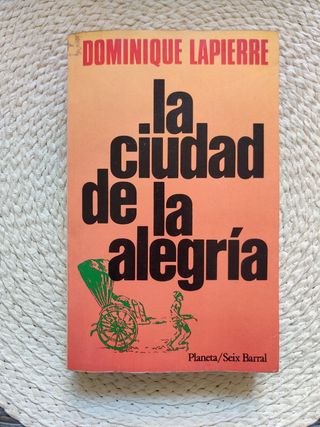 DOMINIQUE LAPIERRE
la
ciudad
de la
alegría
Planeta/Seix Barral